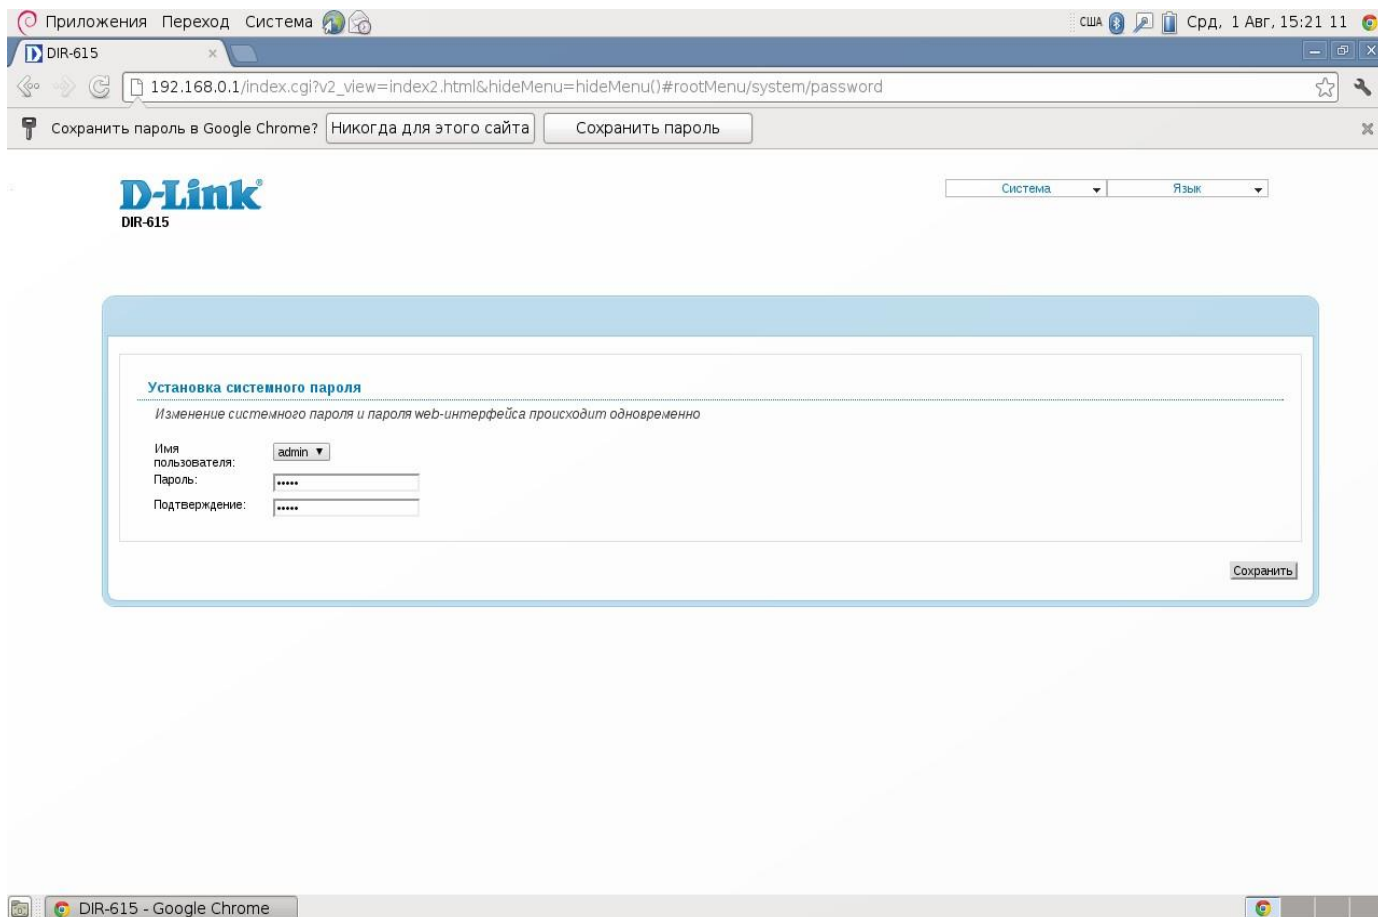 Приложения Переход Система США Срд, 1 Авг, 15:21 11
DIR-615
192.168.0.1/index.cgi?v2_view=index2.html&hideMenu=hideMenu()#rootMenu/system/password
Сохранить пароль в Google Chrome? Никогда для этого сайта Сохранить пароль
D-Link®
DIR-615
Система Язык
Установка системного пароля
Изменение системного пароля и пароля web-интерфейса происходит одновременно
Имя
пользователя: admin
Пароль: •••••
Подтверждение: •••••
Сохранить
DIR-615 - Google Chrome